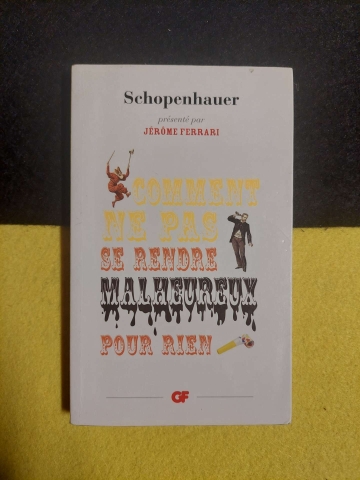 Schopenhauer
présenté par
JÉRÔME FERRARI
COMMENT
NE PAS
SE RENDRE
MALHEUREUX
POUR RIEN
GF